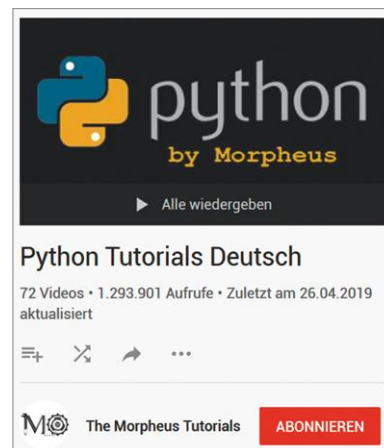 python
by Morpheus
Alle wiedergeben
Python Tutorials Deutsch
72 Videos • 1.293.901 Aufrufe • Zuletzt am 26.04.2019
aktualisiert
MO The Morpheus Tutorials ABONNIEREN